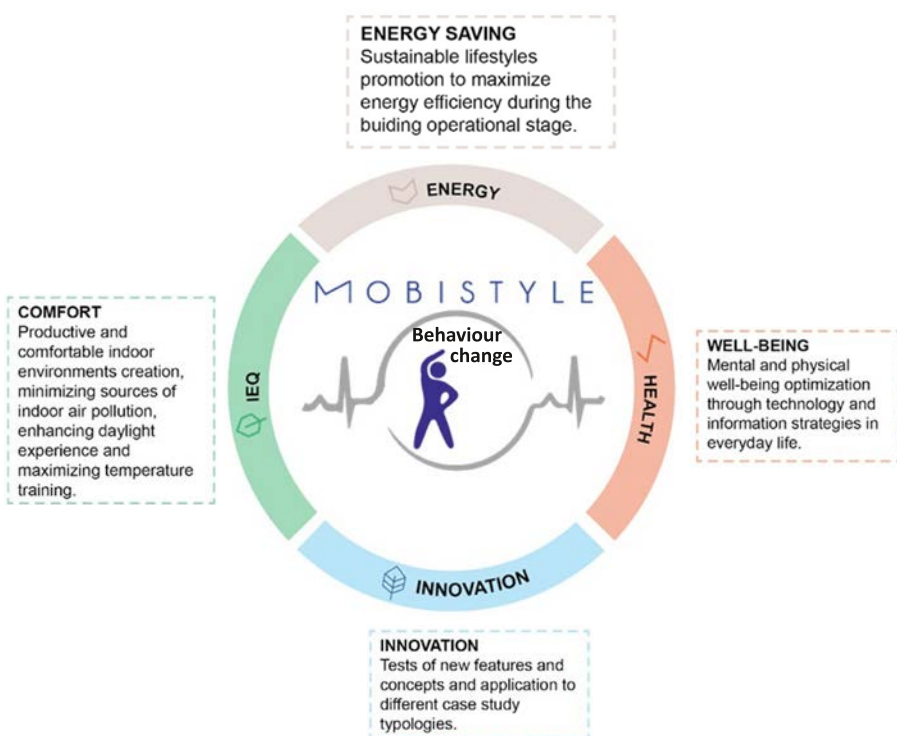 ENERGY SAVING
Sustainable lifestyles
promotion to maximize
energy efficiency during the
buiding operational stage.
ENERGY
MOBISTYLE
Behaviour
change
COMFORT
Productive and
comfortable indoor
environments creation,
minimizing sources of
indoor air pollution,
enhancing daylight
experience and
maximizing temperature
training.
IEQ
HEALTH
WELL-BEING
Mental and physical
well-being optimization
through technology and
information strategies in
everyday life.
INNOVATION
INNOVATION
Tests of new features and
concepts and application to
different case study
typologies.